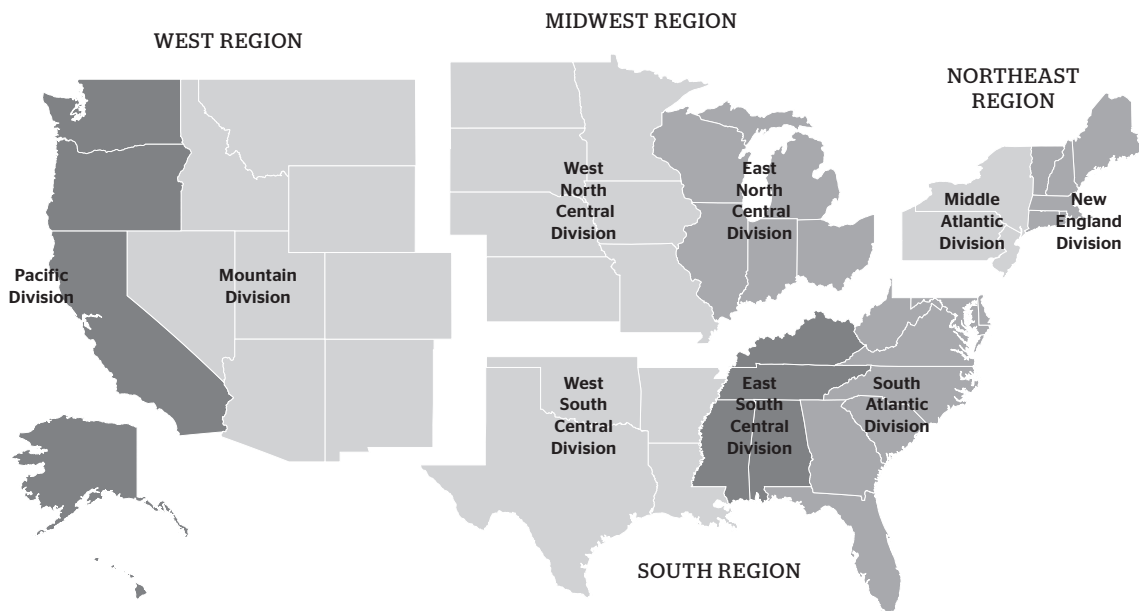 MIDWEST REGION
WEST REGION
NORTHEAST
REGION
West
North
Central
Division
East
North
Central
Division
Middle
Atlantic
Division
New
England
Division
Pacific
Division
Mountain
Division
West
South
Central
Division
East
South
Central
Division
South
Atlantic
Division
SOUTH REGION